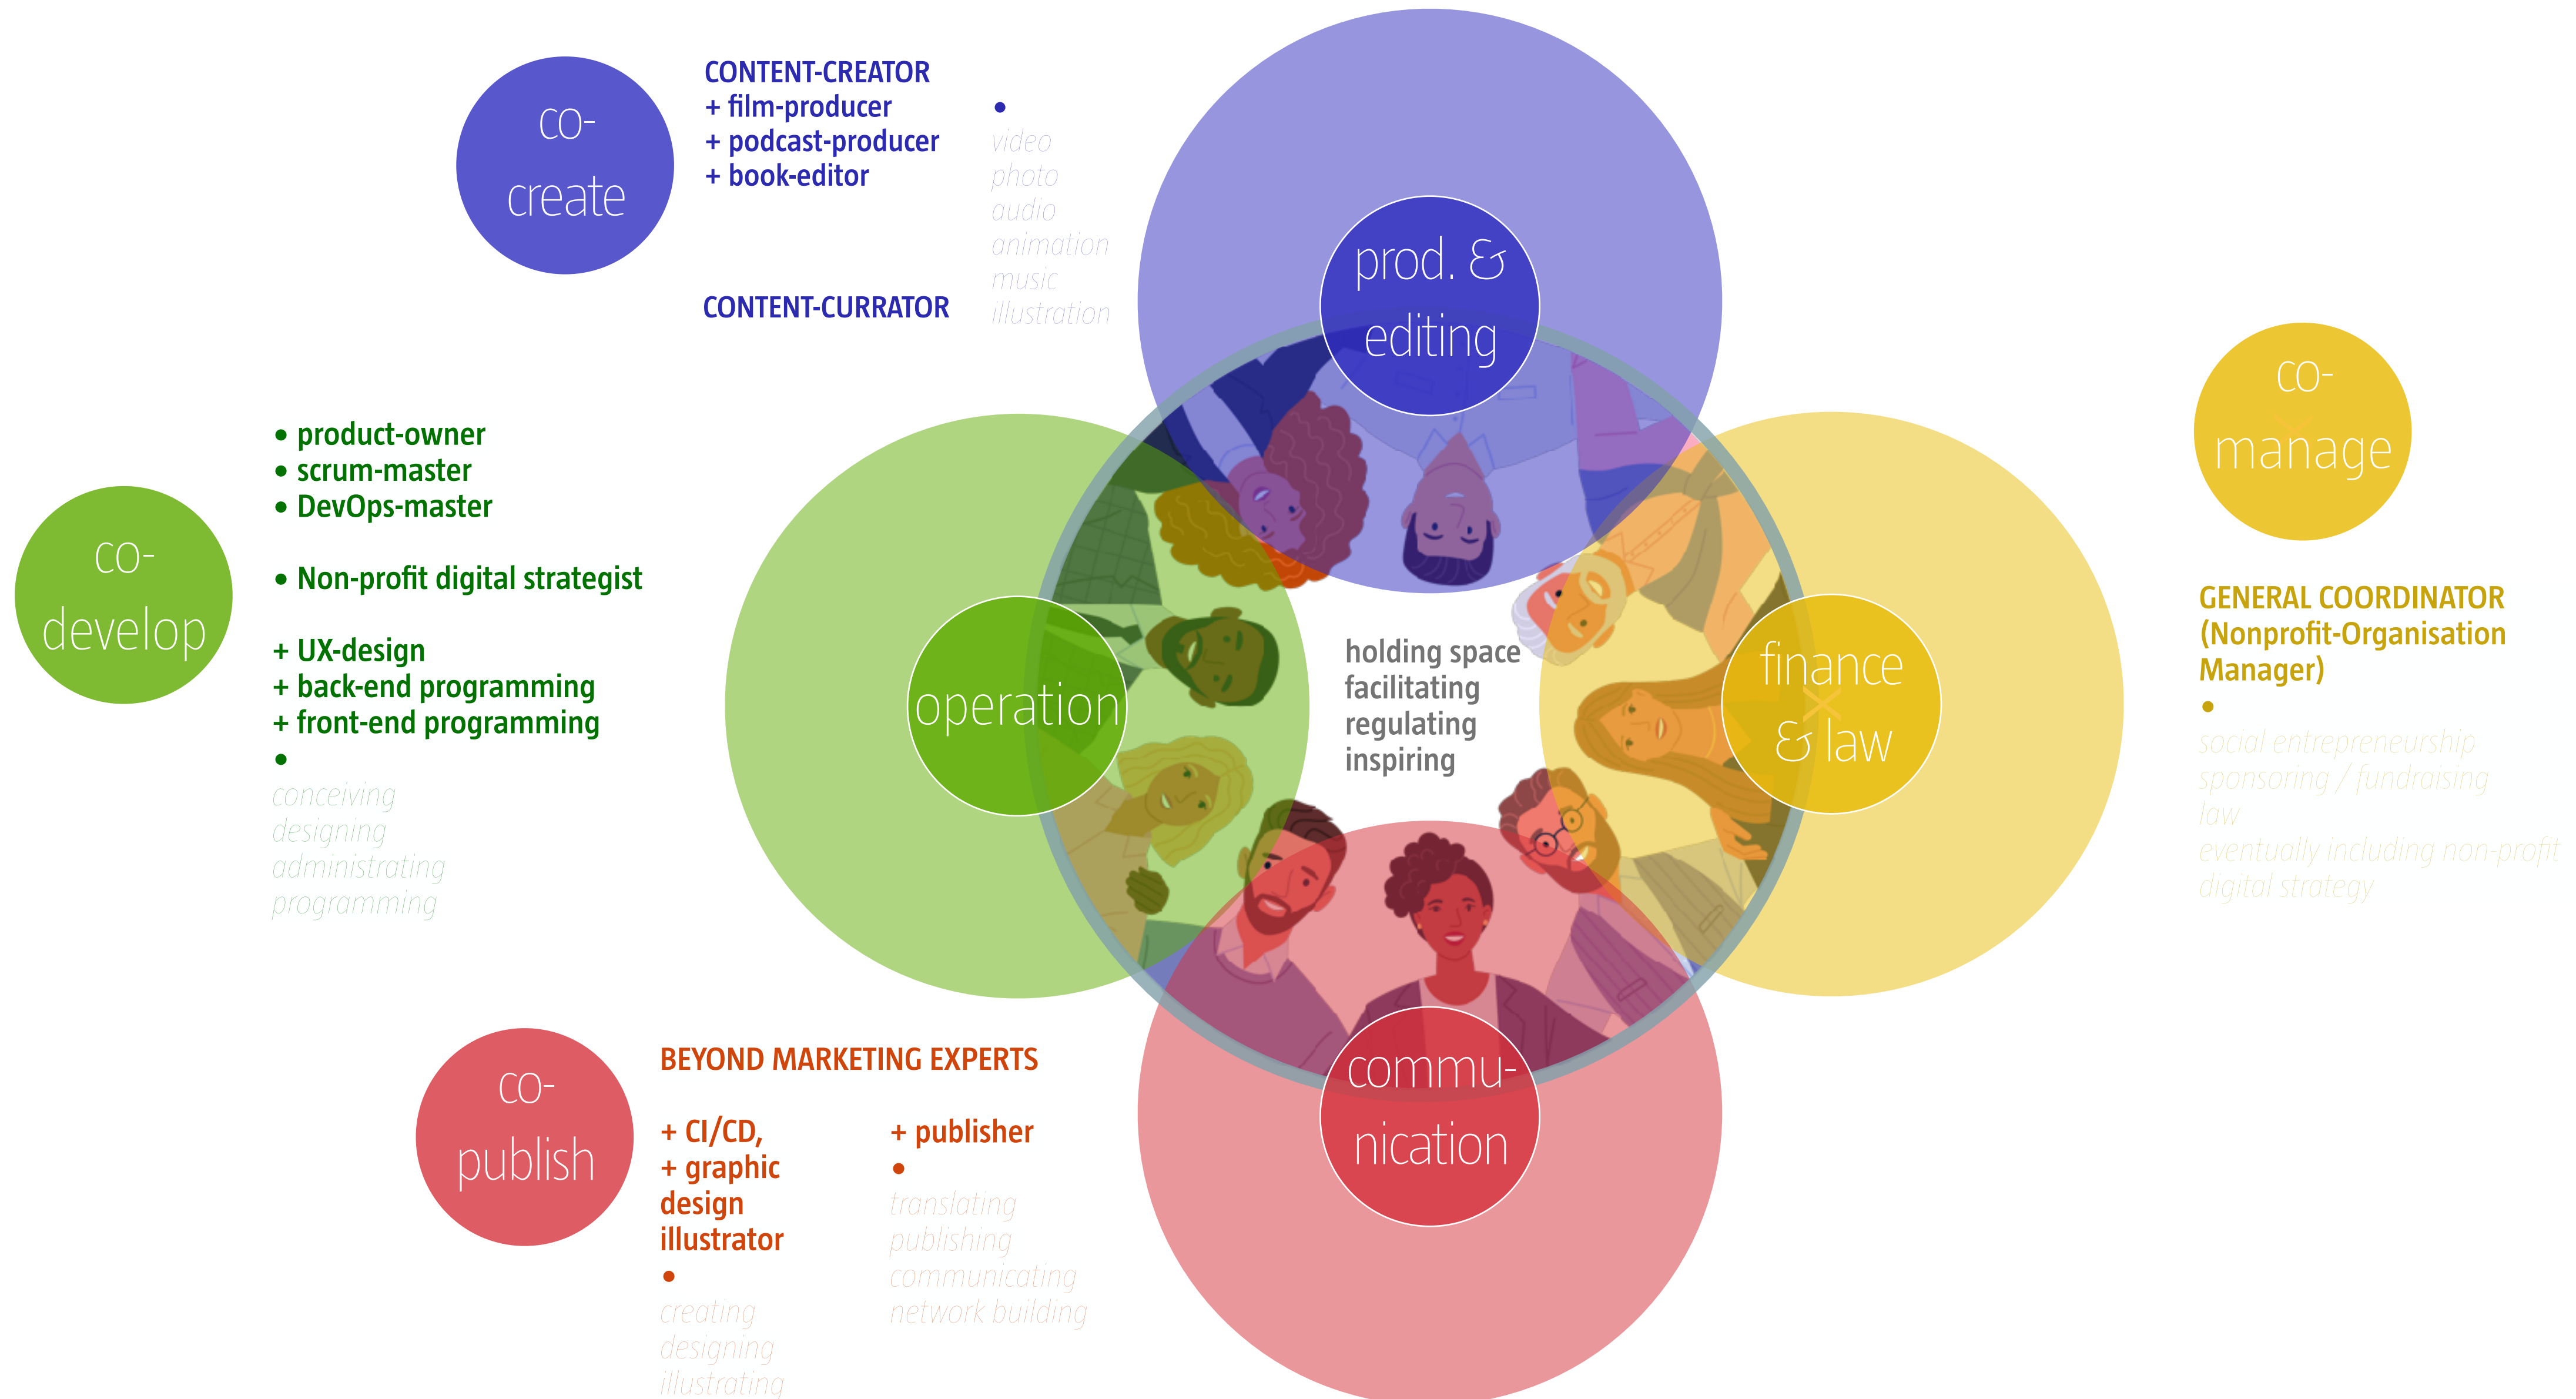 co-
create
CONTENT-CREATOR
+ film-producer
+ podcast-producer
+ book-editor
CONTENT-CURRATOR
•
video
photo
audio
animation
music
illustration
prod. &
editing
co-
manage
GENERAL COORDINATOR
(Nonprofit-Organisation
Manager)
•
social entrepreneurship
sponsoring / fundraising
law
eventually including non-profit
digital strategy
co-
develop
• product-owner
• scrum-master
• DevOps-master
• Non-profit digital strategist
+ UX-design
+ back-end programming
+ front-end programming
•
conceiving
designing
administrating
programming
operation
holding space
facilitating
regulating
inspiring
finance
& law
co-
publish
BEYOND MARKETING EXPERTS
+ CI/CD,
+ graphic
design
illustrator
•
creating
designing
illustrating
+ publisher
•
translating
publishing
communicating
network building
commu-
nication